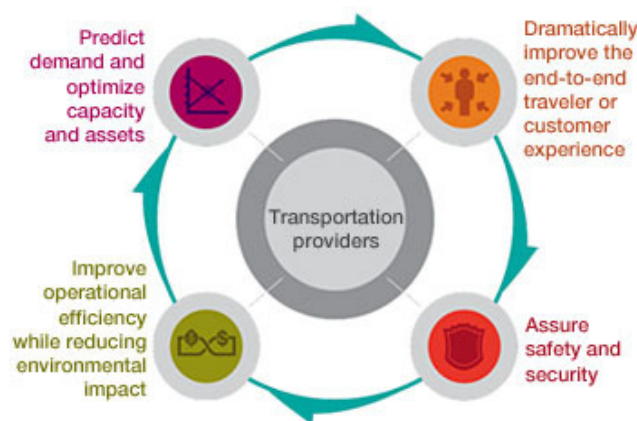 Predict
demand and
optimize
capacity
and assets
Dramatically
improve the
end-to-end
traveler or
customer
experience
Transportation
providers
Improve
operational
efficiency
while reducing
environmental
impact
$
Assure
safety and
security